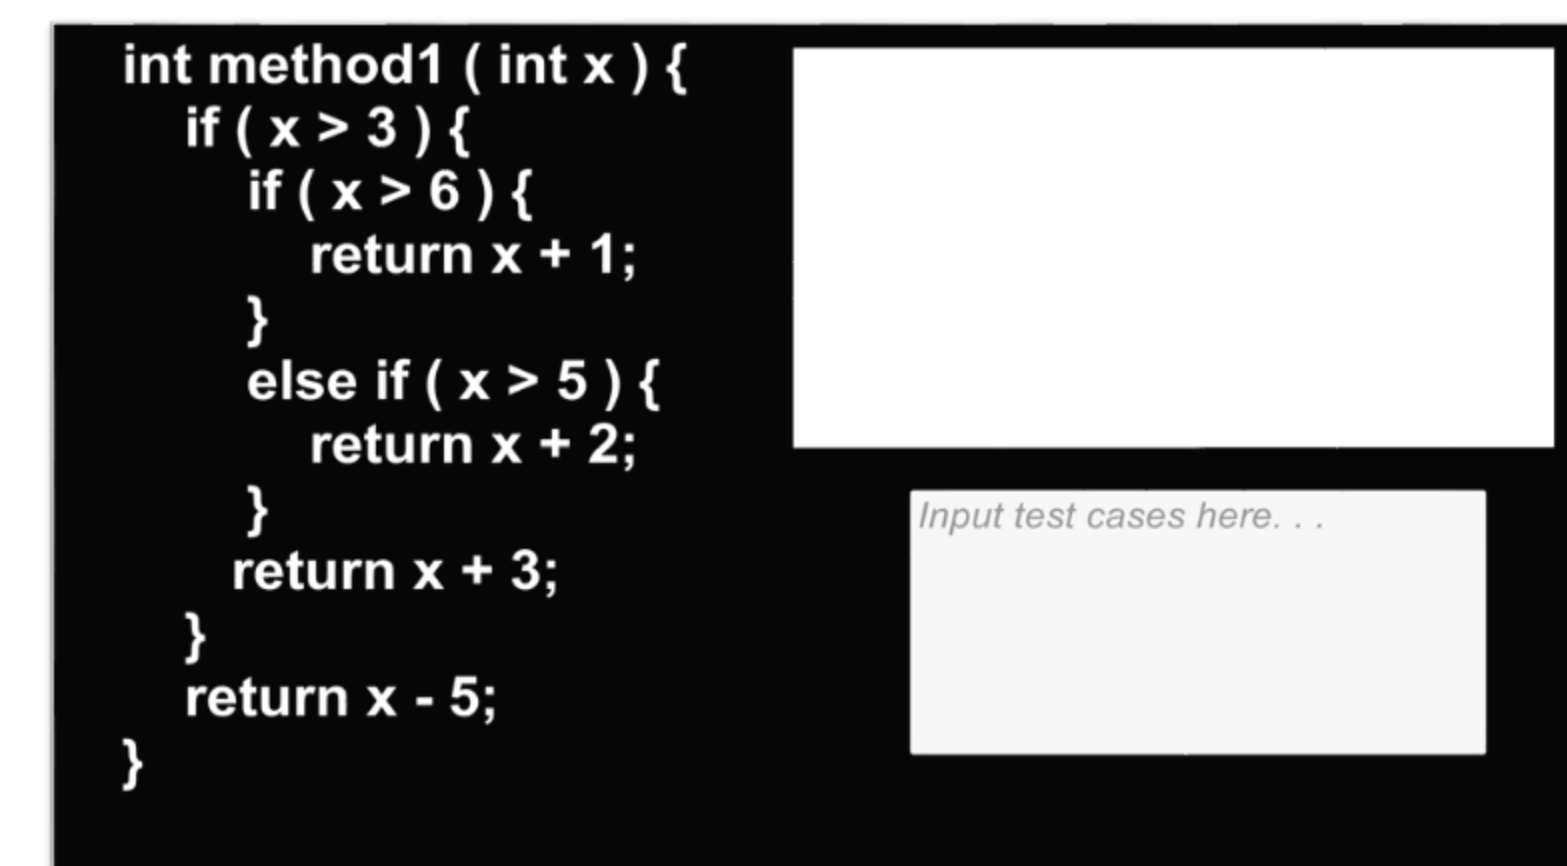 int method1 ( int x ) {
if ( x > 3 ) {
if ( x > 6 ) {
return x + 1;
}
else if ( x > 5 ) {
return x + 2;
}
return x + 3;
}
return x - 5;
}
Input test cases here. . .